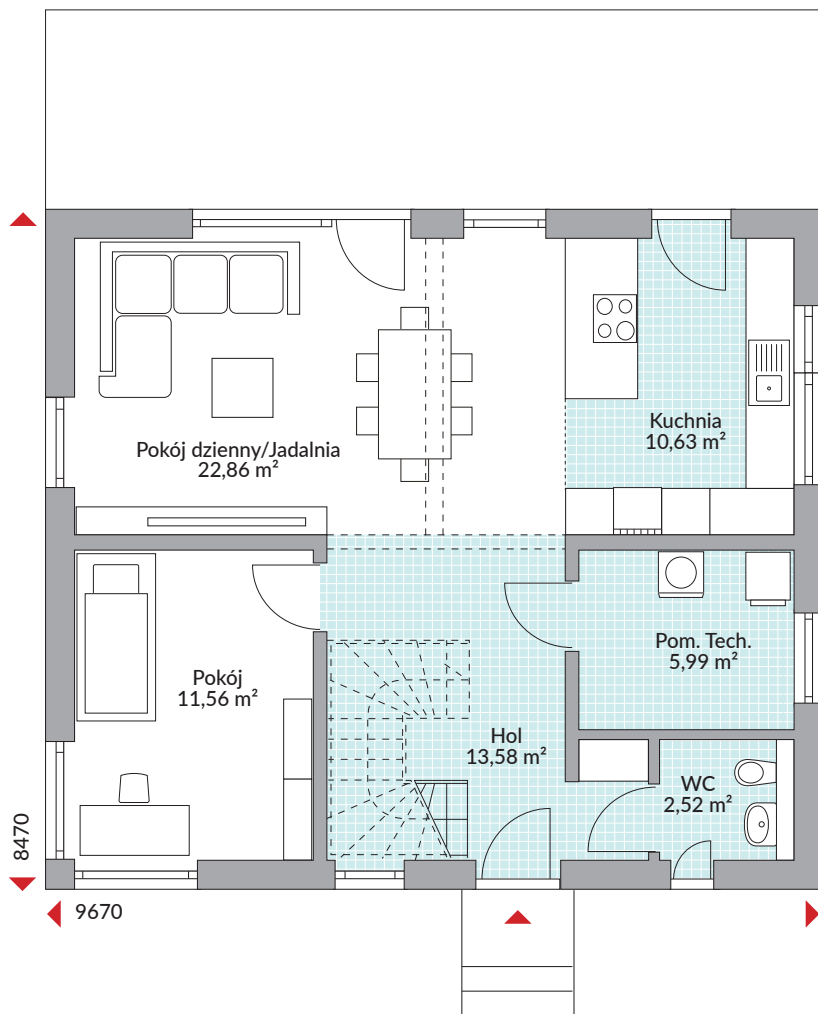 Kuchnia
10,63 m²
Pokój dzienny/Jadalnia
22,86 m²
Pom. Tech.
5,99 m²
Pokój
11,56 m²
Hol
13,58 m²
WC
2,52 m²
8470
9670